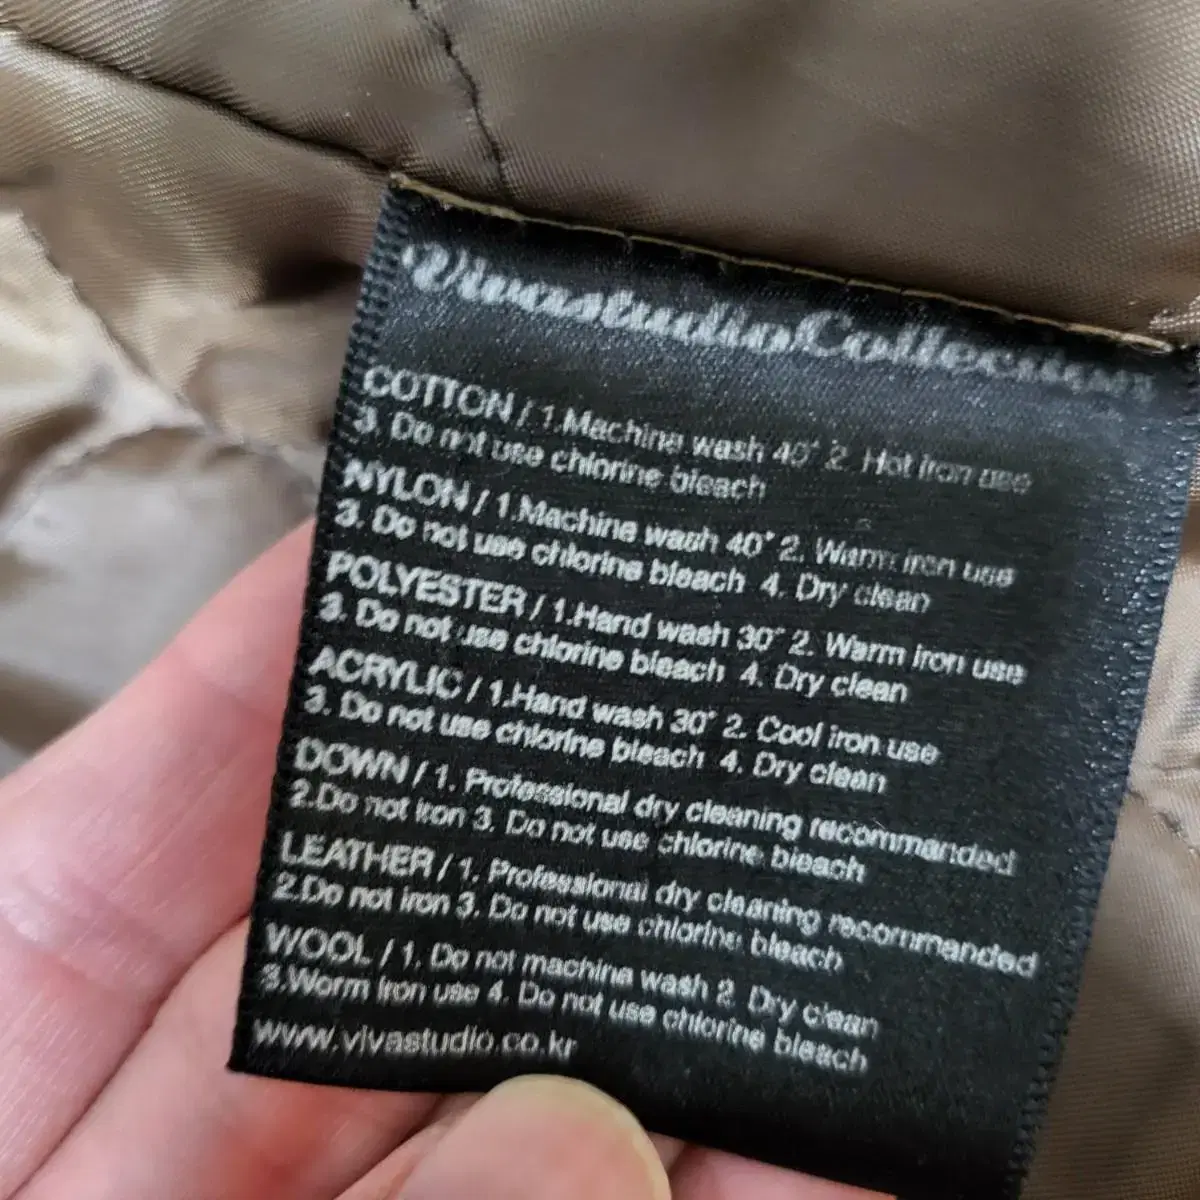 VivastudioCollection
COTTON / 1.Machine wash 40° 2. Hot iron use
3. Do not use chlorine bleach
NYLON / 1.Machine wash 40° 2. Warm iron use
3. Do not use chlorine bleach 4. Dry clean
POLYESTER / 1.Hand wash 30° 2. Warm iron use
3. Do not use chlorine bleach 4. Dry clean
ACRYLIC / 1.Hand wash 30° 2. Cool iron use
3. Do not use chlorine bleach 4. Dry clean
DOWN / 1. Professional dry cleaning recommanded
2.Do not iron 3. Do not use chlorine bleach
LEATHER / 1. Professional dry cleaning recommanded
2.Do not iron 3. Do not use chlorine bleach
WOOL / 1. Do not machine wash 2. Dry clean
3.Worm iron use 4. Do not use chlorine bleach
www.vivastudio.co.kr